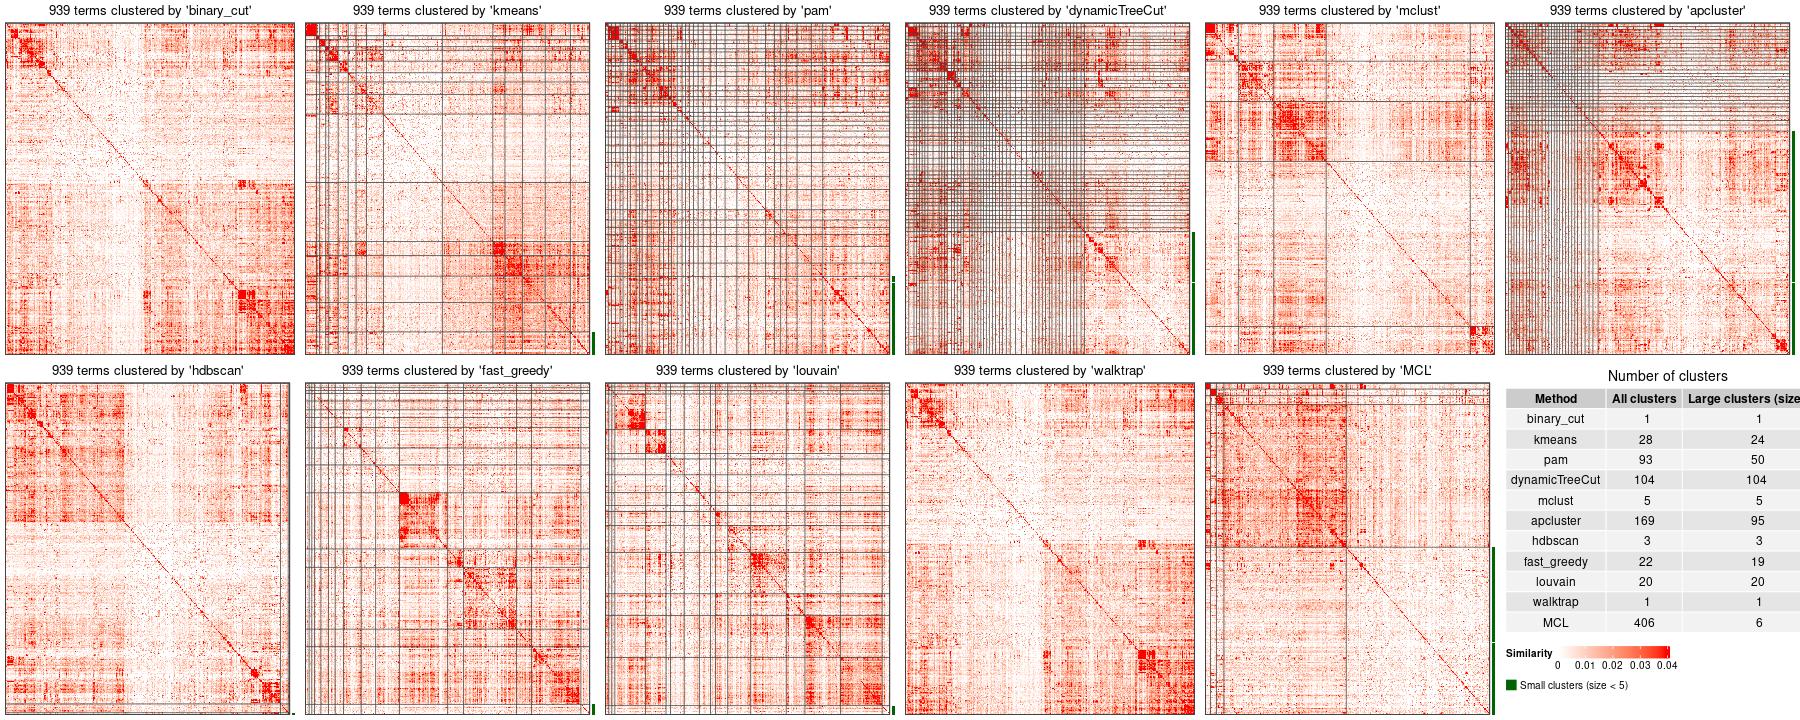 939 terms clustered by 'binary_cut'
939 terms clustered by 'kmeans'
939 terms clustered by 'pam'
939 terms clustered by 'dynamicTreeCut'
939 terms clustered by 'mclust'
939 terms clustered by 'apcluster'
939 terms clustered by 'hdbscan'
939 terms clustered by 'fast_greedy'
939 terms clustered by 'louvain'
939 terms clustered by 'walktrap'
939 terms clustered by 'MCL'
Number of clusters
Method All clusters Large clusters (size
binary_cut 1 1
kmeans 28 24
pam 93 50
dynamicTreeCut 104 104
mclust 5 5
apcluster 169 95
hdbscan 3 3
fast_greedy 22 19
louvain 20 20
walktrap 1 1
MCL 406 6
Similarity
0 0.01 0.02 0.03 0.04
Small clusters (size < 5)